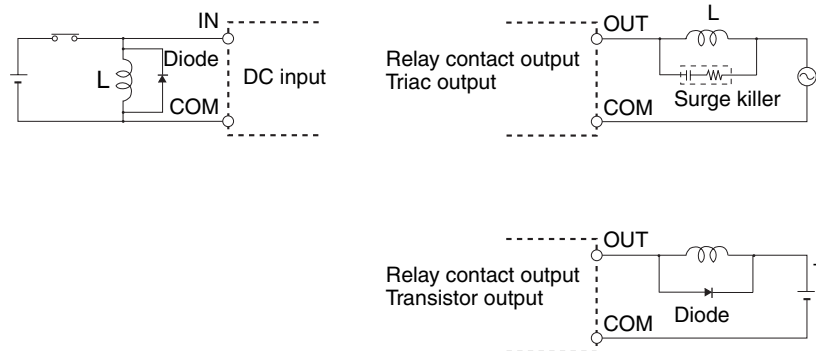 IN
Diode
L
DC input
COM
OUT
L
Relay contact output
Triac output
Surge killer
COM
OUT
Relay contact output
Transistor output
Diode
COM